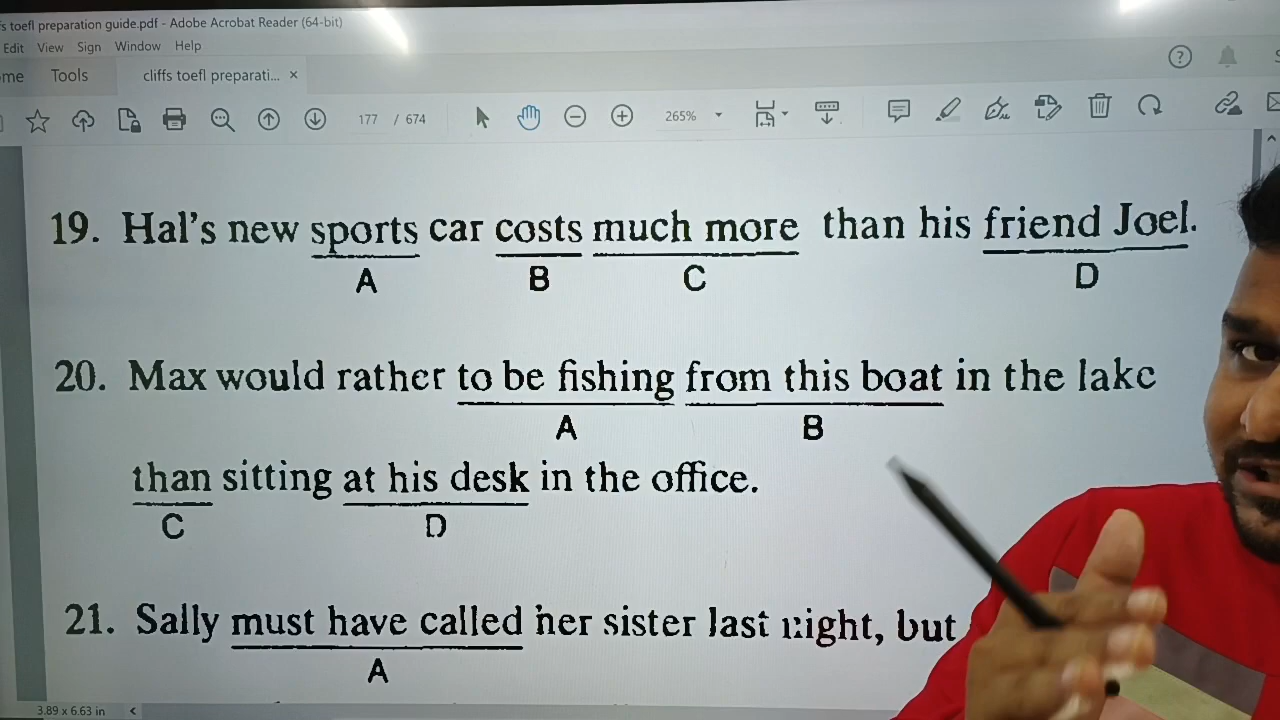 s toefl preparation guide.pdf - Adobe Acrobat Reader (64-bit)
Edit View Sign Window Help
me Tools cliffs toefl preparati... ×
177 / 674 265%
19. Hal's new sports car costs much more than his friend Joel.
A B C D
20. Max would rather to be fishing from this boat in the lake
A B
than sitting at his desk in the office.
C D
21. Sally must have called her sister last night, but
A
3.89 x 6.63 in